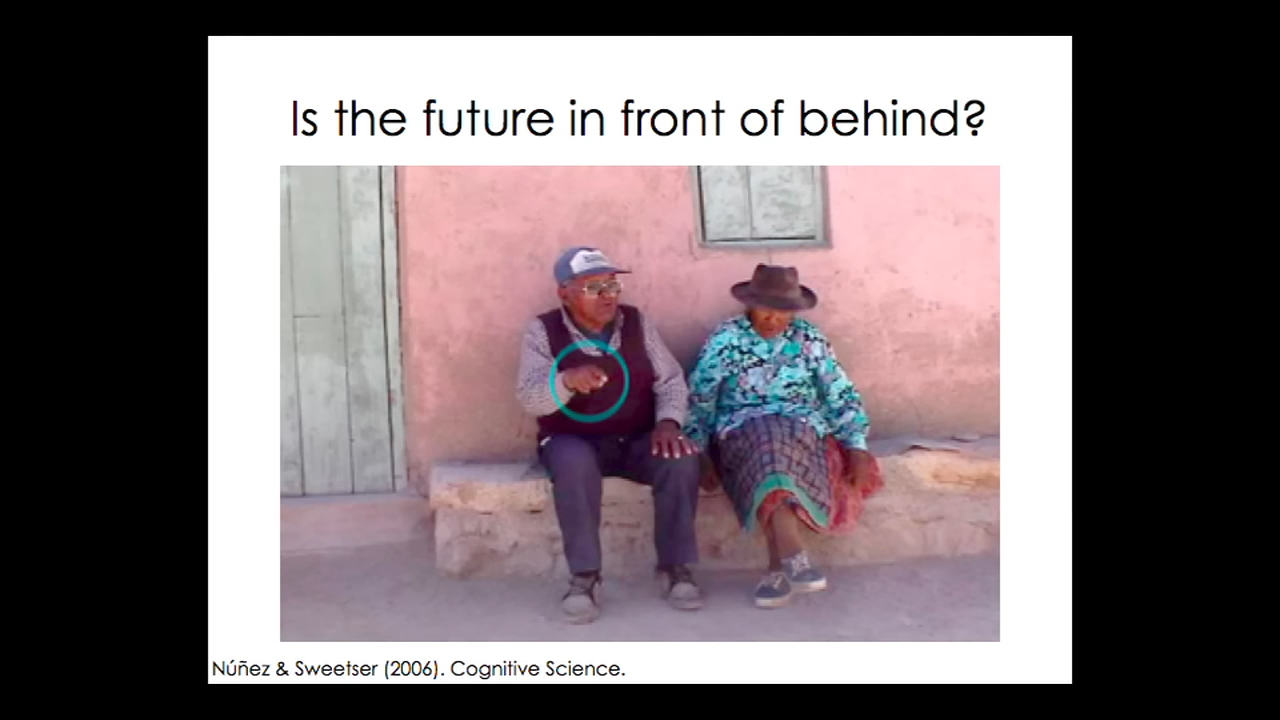 Is the future in front of behind?
Núñez & Sweetser (2006). Cognitive Science.